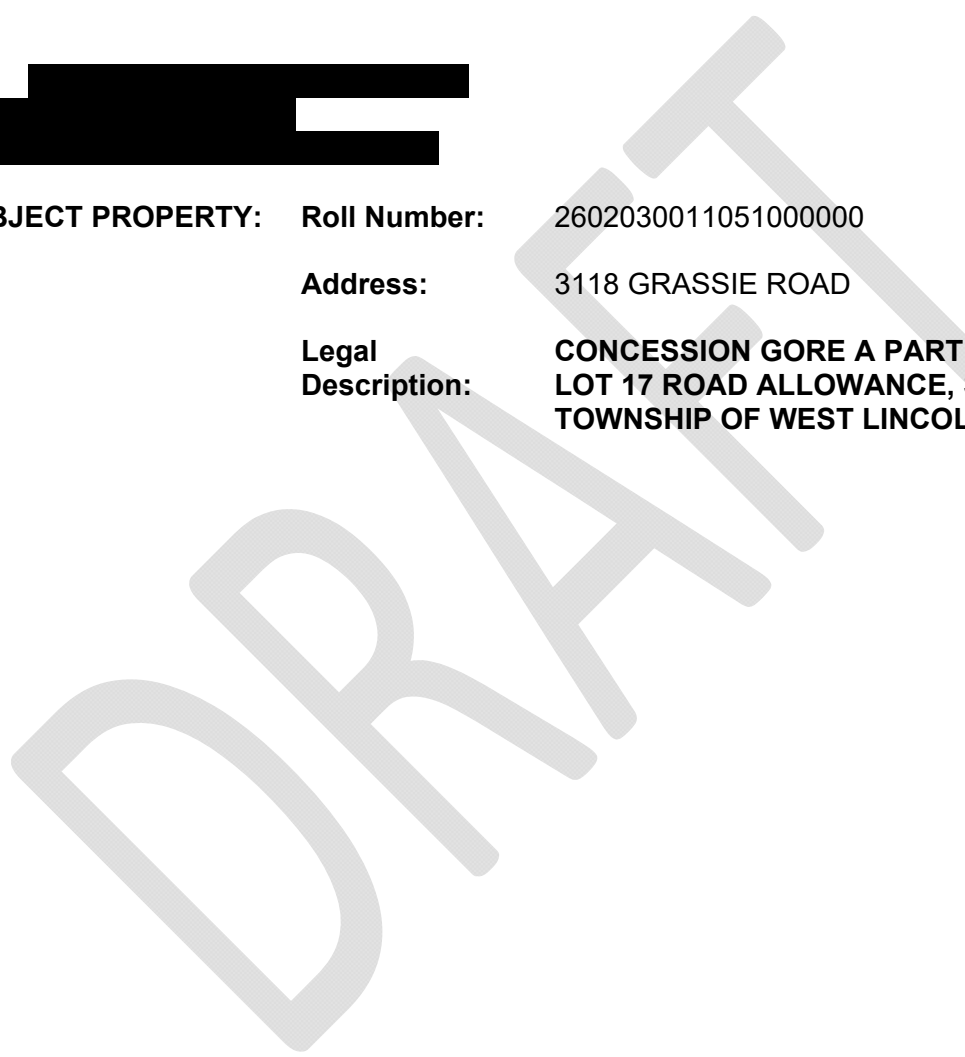 BJECT PROPERTY: Roll Number: 2602030011051000000
Address: 3118 GRASSIE ROAD
Legal CONCESSION GORE A PART
Description: LOT 17 ROAD ALLOWANCE,
TOWNSHIP OF WEST LINCOL
DRAFT